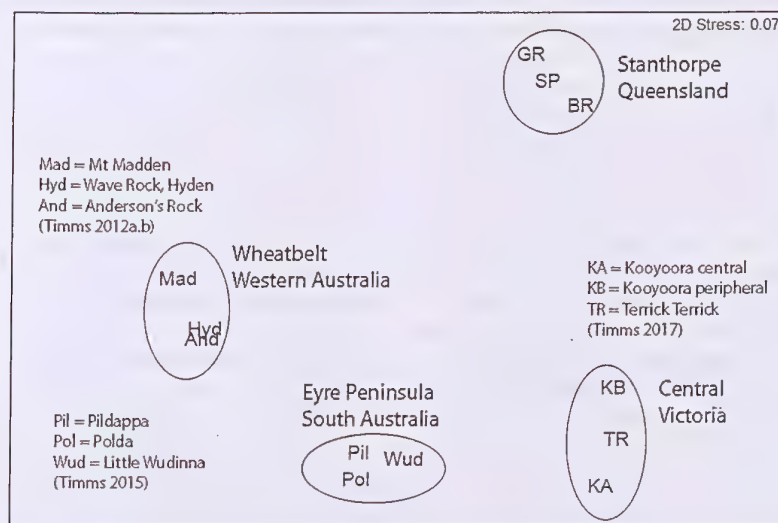 2D Stress: 0.07
GR
SP
BR
Stanthorpe
Queensland
Mad = Mt Madden
Hyd = Wave Rock, Hyden
And = Anderson's Rock
(Timms 2012a.b)
Wheatbelt
Western Australia
Mad
Hyd
And
KA = Kooyoora central
KB = Kooyoora peripheral
TR = Terrick Terrick
(Timms 2017)
Eyre Peninsula
South Australia
Pil
Wud
Pol
Pil = Pildappa
Pol = Polda
Wud = Little Wudinna
(Timms 2015)
KB
TR
KA
Central
Victoria